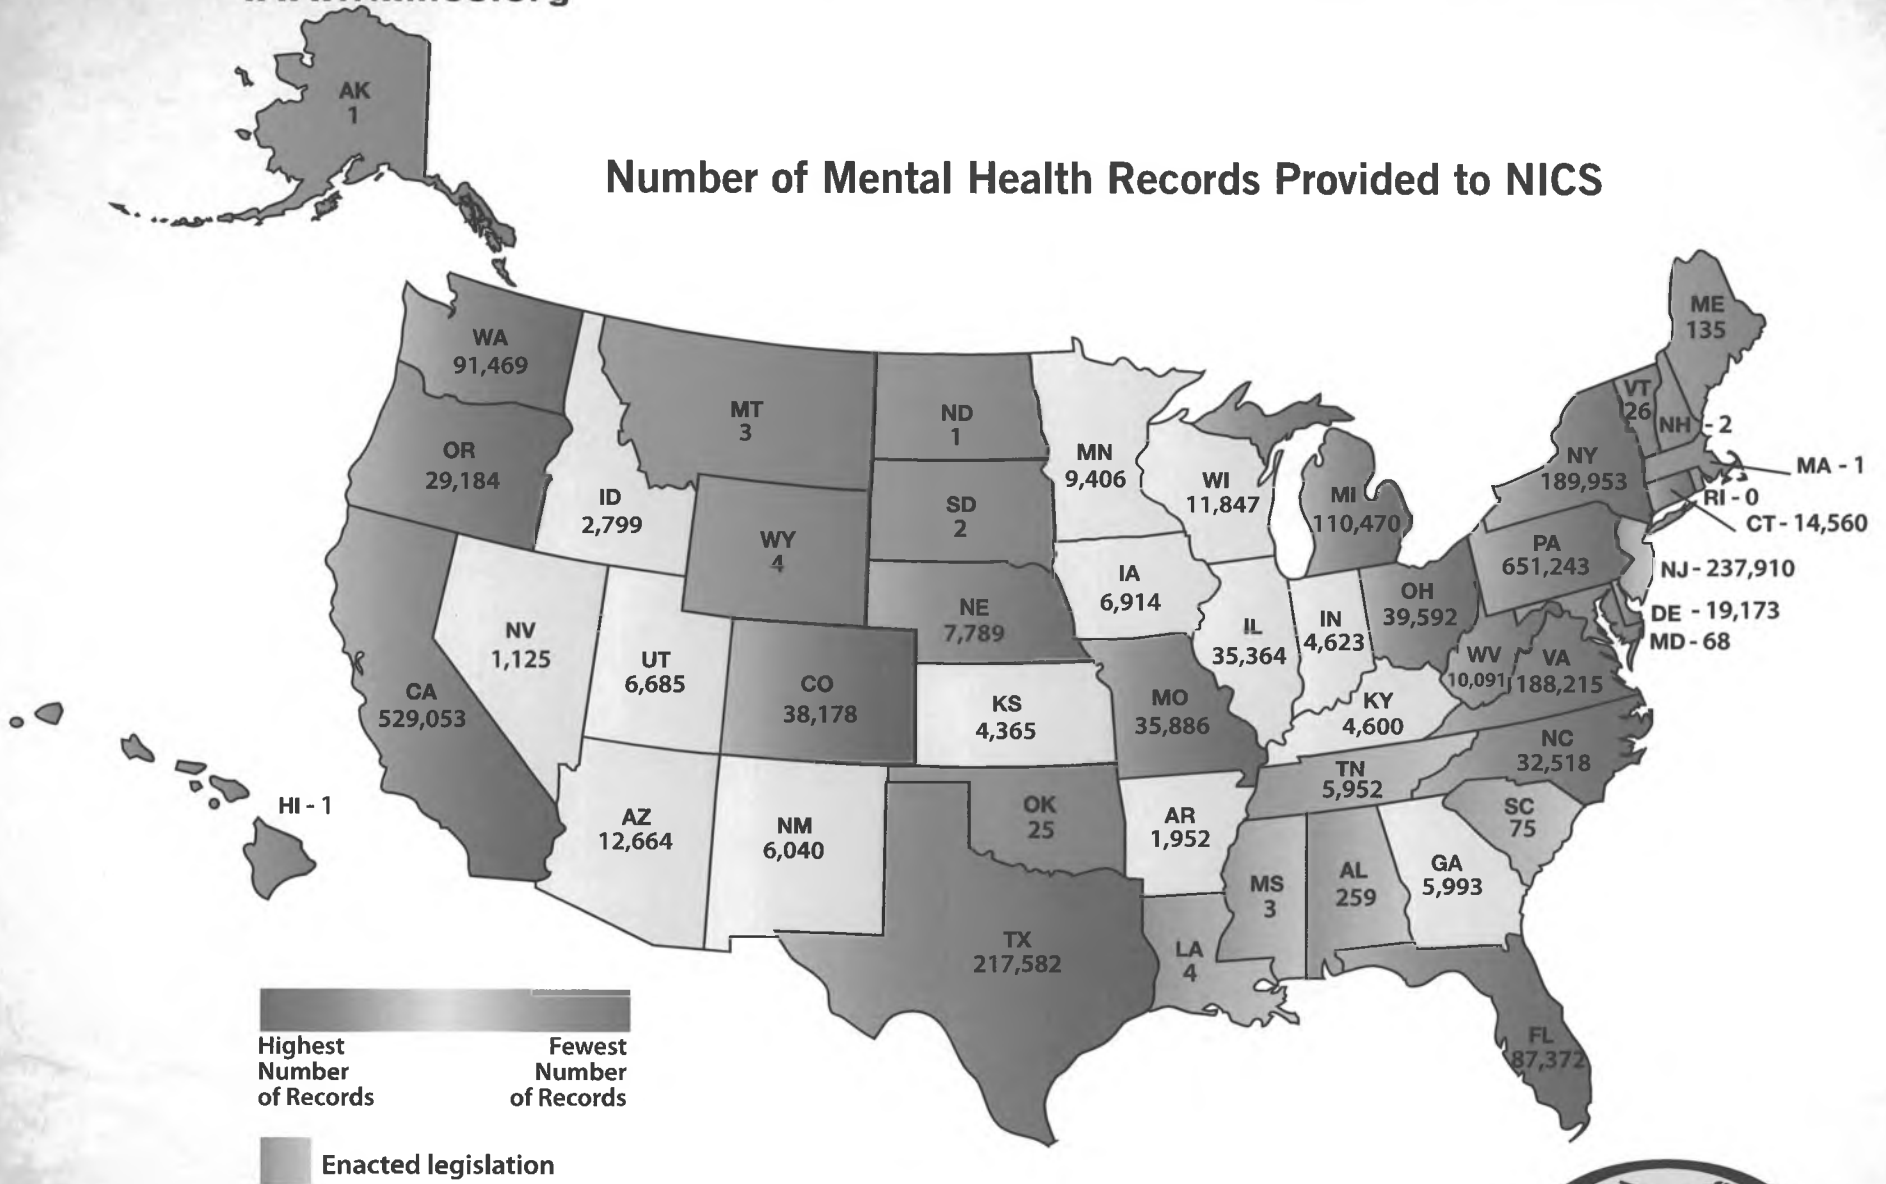 AK
1
Number of Mental Health Records Provided to NICS
WA
91,469
OR
29,184
ID
2,799
MT
3
ND
1
MN
9,406
WI
11,847
MI
110,470
NY
189,953
VT
26
NH - 2
ME
135
MA - 1
RI - 0
CT - 14,560
NJ - 237,910
DE - 19,173
MD - 68
PA
651,243
OH
39,592
SD
2
WY
4
IA
6,914
NE
7,789
IL
35,364
IN
4,623
WV
10,091
VA
188,215
NV
1,125
UT
6,685
CO
38,178
KS
4,365
MO
35,886
KY
4,600
NC
32,518
CA
529,053
TN
5,952
SC
75
HI - 1
AZ
12,664
NM
6,040
OK
25
AR
1,952
MS
3
AL
259
GA
5,993
TX
217,582
LA
4
FL
87,372
Highest
Number
of Records
Fewest
Number
of Records
Enacted legislation